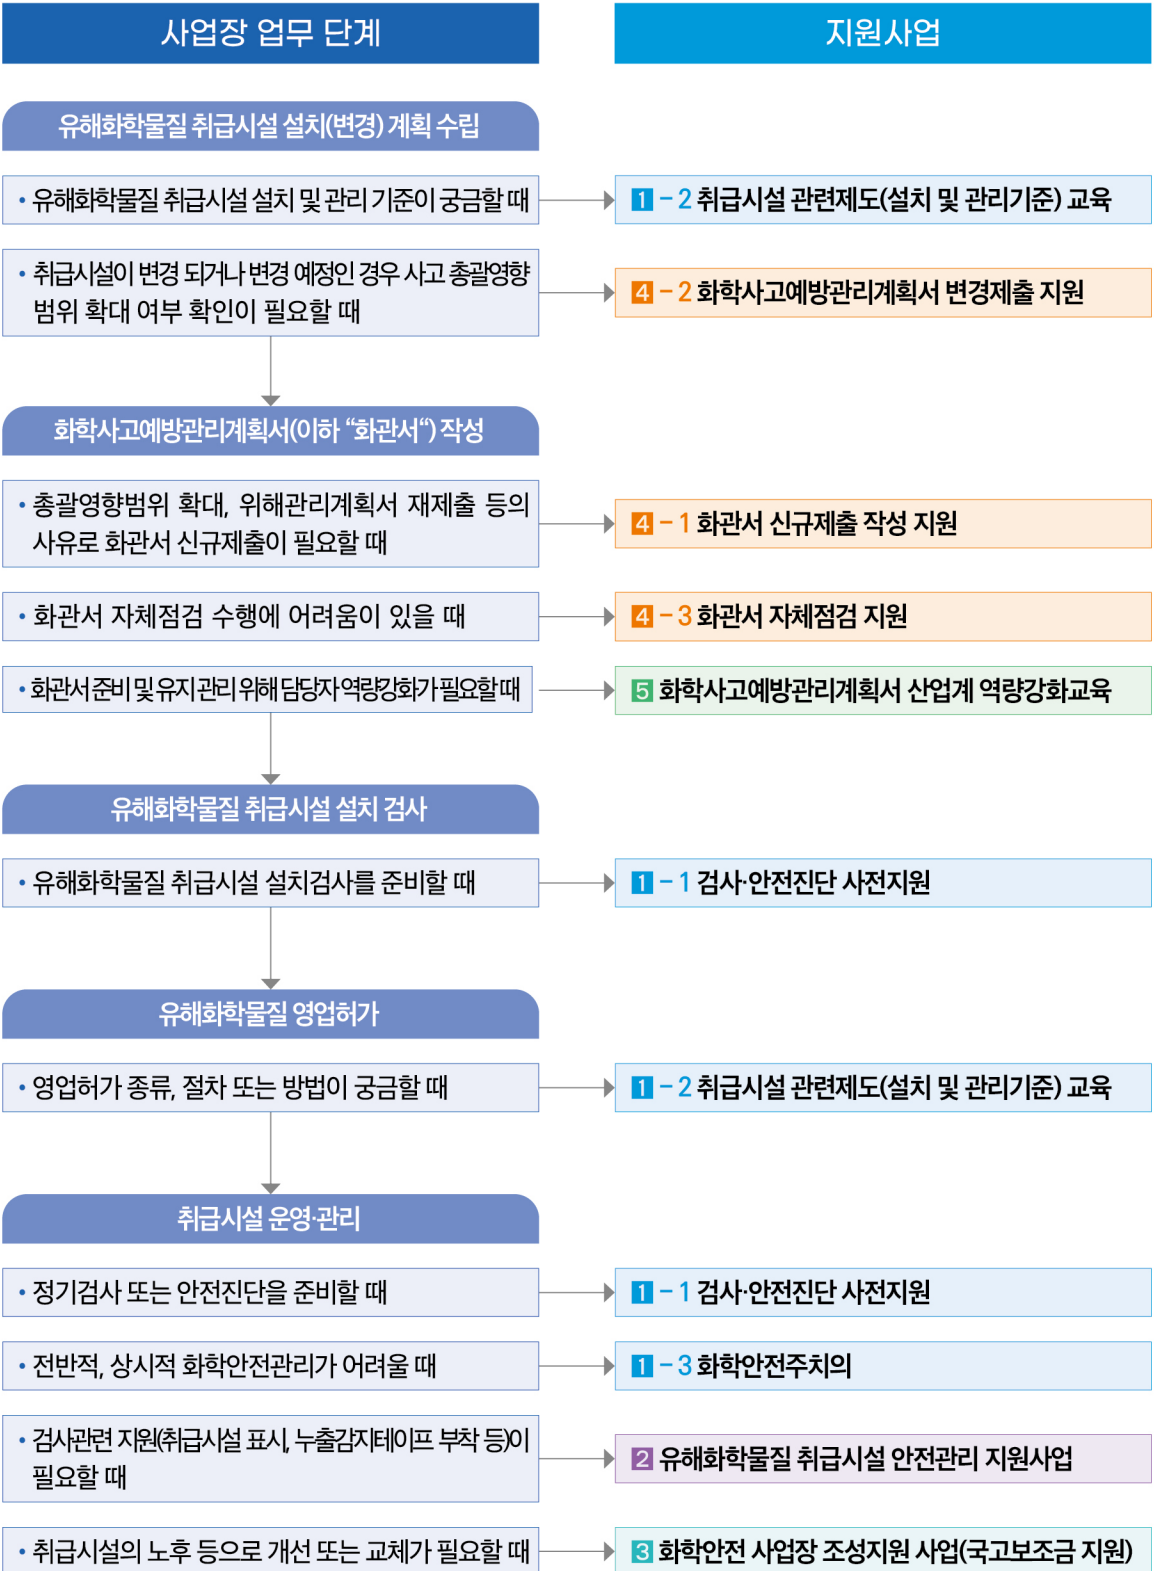 사업장 업무 단계
지원사업
유해화학물질 취급시설 설치(변경) 계획 수립
• 유해화학물질 취급시설 설치 및 관리 기준이 궁금할 때
1 - 2 취급시설 관련제도(설치 및 관리기준) 교육
• 취급시설이 변경 되거나 변경 예정인 경우 사고 총괄영향
범위 확대 여부 확인이 필요할 때
4 - 2 화학사고예방관리계획서 변경제출 지원
화학사고예방관리계획서(이하 “화관서“) 작성
• 총괄영향범위 확대, 위해관리계획서 재제출 등의
사유로 화관서 신규제출이 필요할 때
4 - 1 화관서 신규제출 작성 지원
• 화관서 자체점검 수행에 어려움이 있을 때
4 - 3 화관서 자체점검 지원
• 화관서 준비 및 유지 관리 위해 담당자 역량강화가 필요할 때
5 화학사고예방관리계획서 산업계 역량강화교육
유해화학물질 취급시설 설치 검사
• 유해화학물질 취급시설 설치검사를 준비할 때
1 - 1 검사·안전진단 사전지원
유해화학물질 영업허가
• 영업허가 종류, 절차 또는 방법이 궁금할 때
1 - 2 취급시설 관련제도(설치 및 관리기준) 교육
취급시설 운영·관리
• 정기검사 또는 안전진단을 준비할 때
1 - 1 검사·안전진단 사전지원
• 전반적, 상시적 화학안전관리가 어려울 때
1 - 3 화학안전주치의
• 검사관련 지원(취급시설 표시, 누출감지테이프 부착 등)이
필요할 때
2 유해화학물질 취급시설 안전관리 지원사업
• 취급시설의 노후 등으로 개선 또는 교체가 필요할 때
3 화학안전 사업장 조성지원 사업(국고보조금 지원)